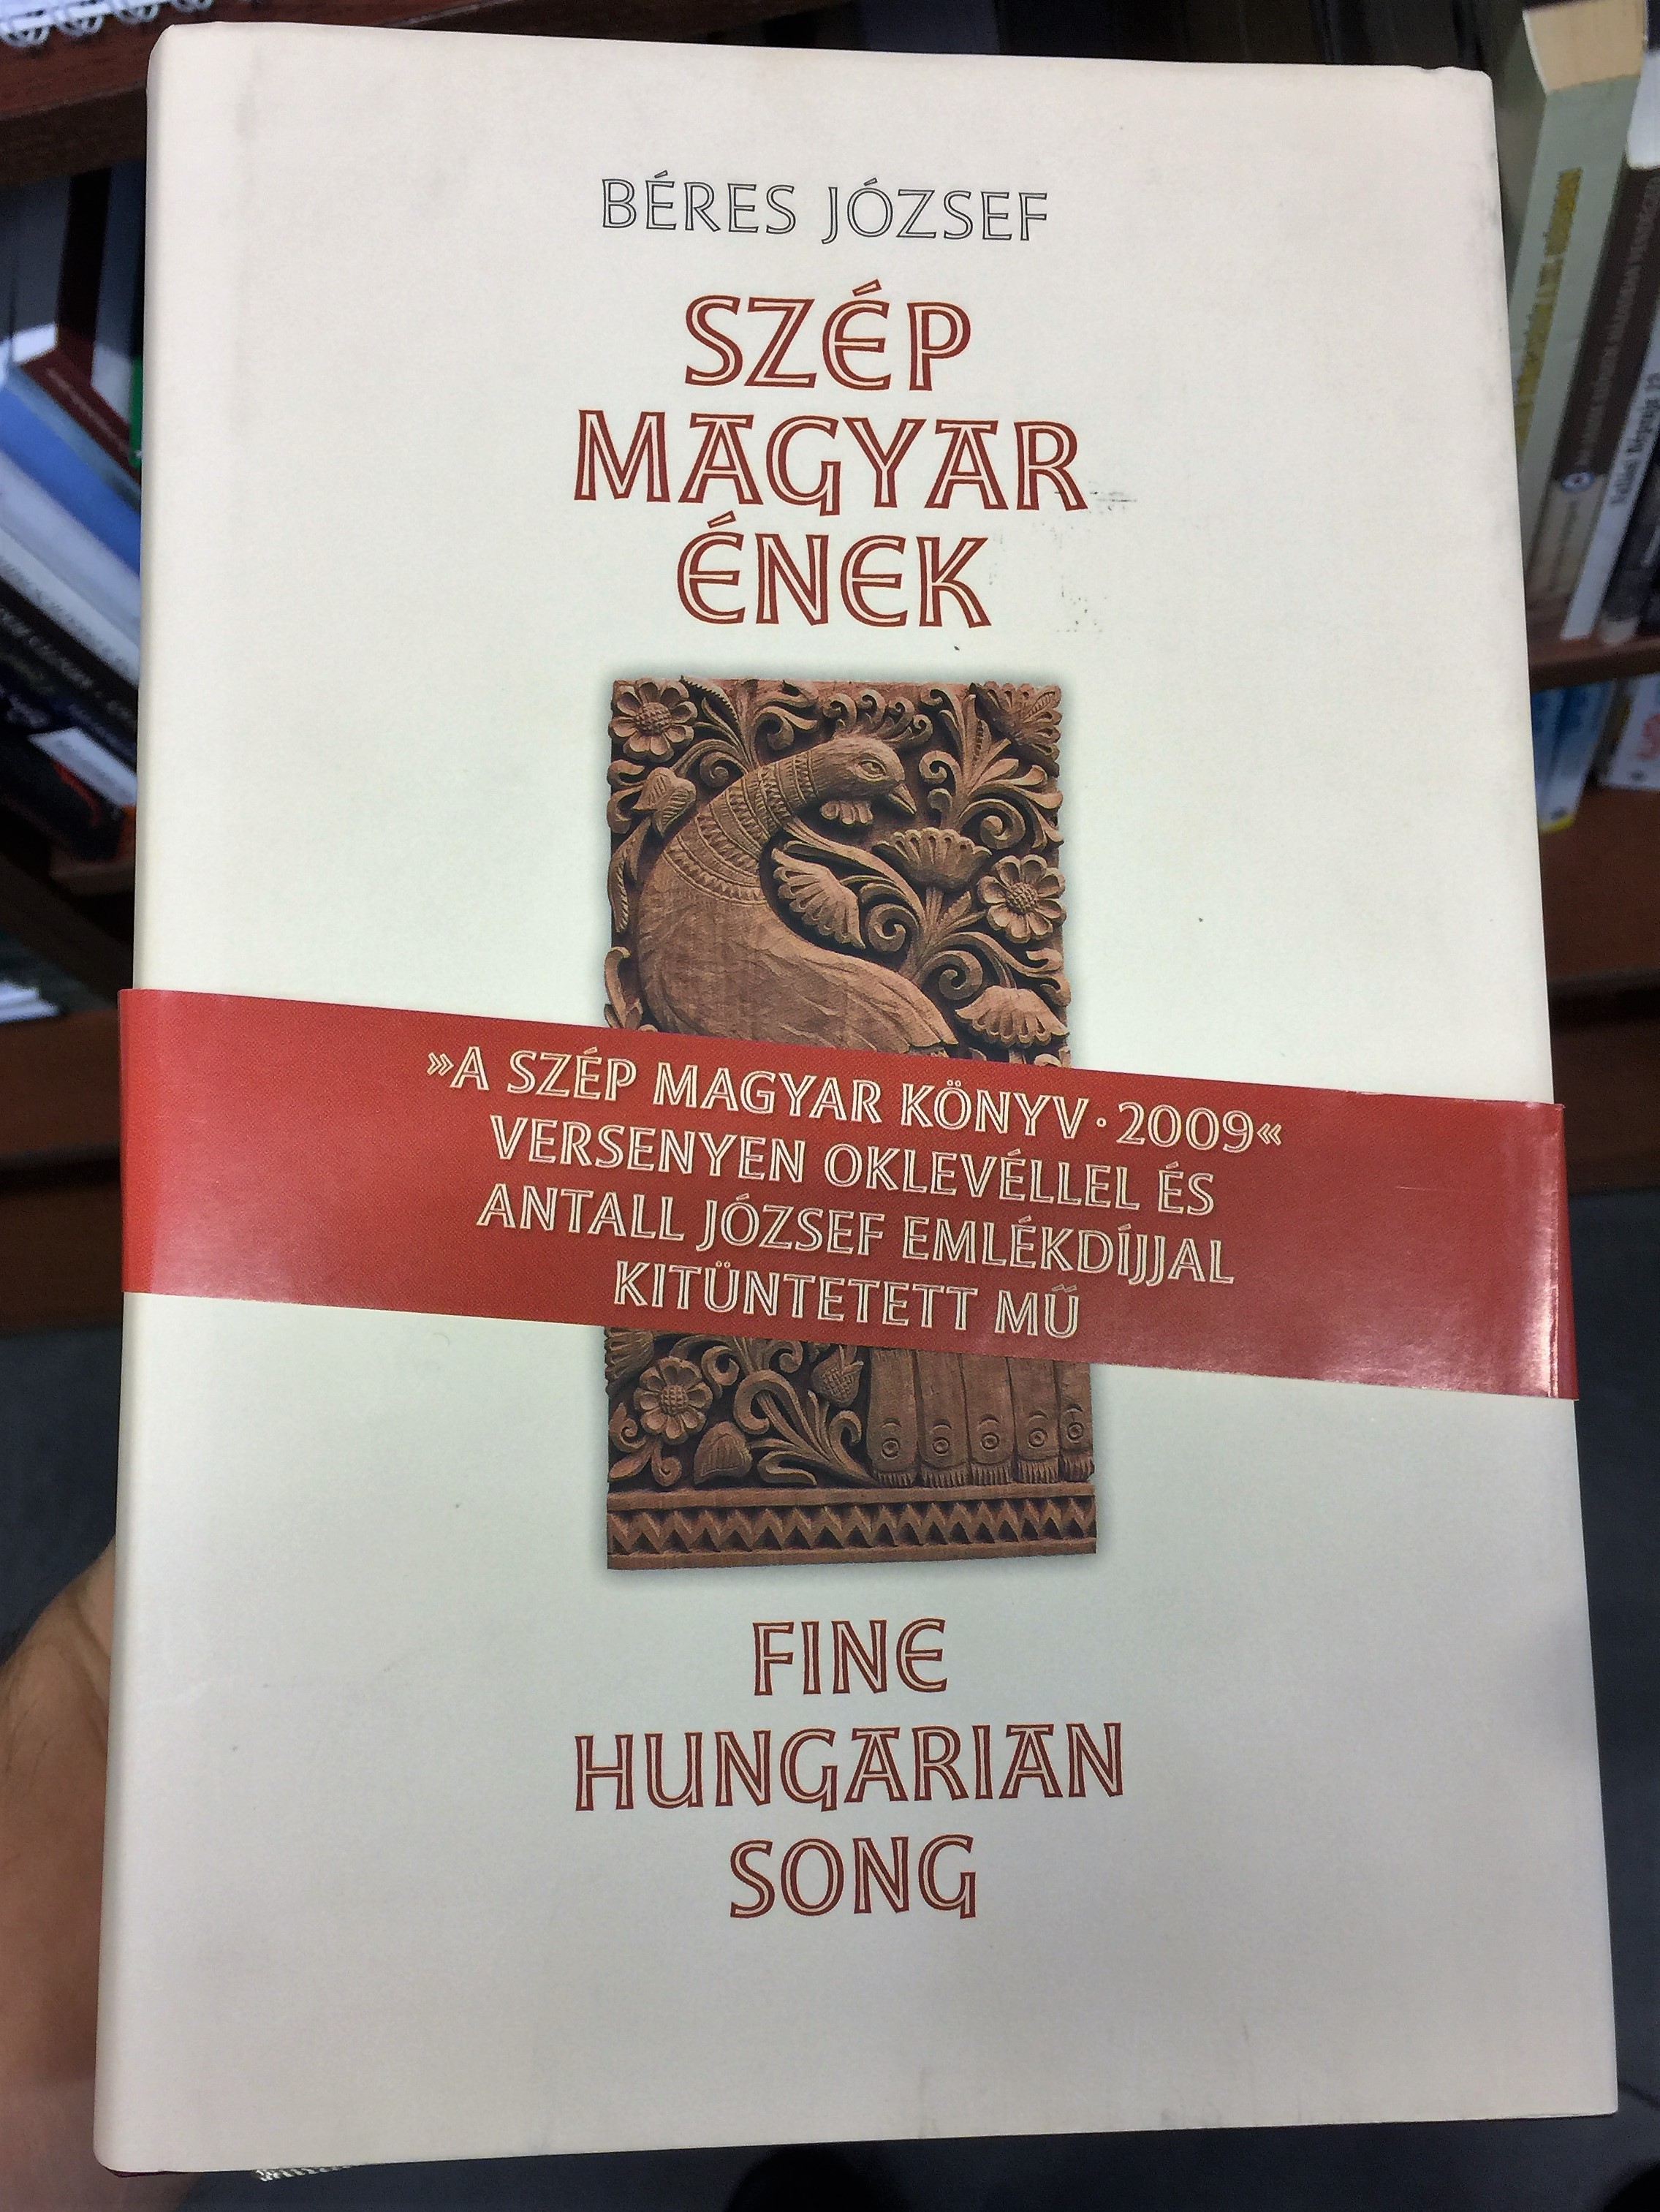 BÉRES JÓZSEF
SZÉP
MAGYAR
ÉNEK
»A SZÉP MAGYAR KÖNYV · 2009«
VERSENYEN OKLEVÉLLEL ÉS
ANTALL JÓZSEF EMLÉKDÍJJAL
KITÜNTETETT MŰ
FINE
HUNGARIAN
SONG